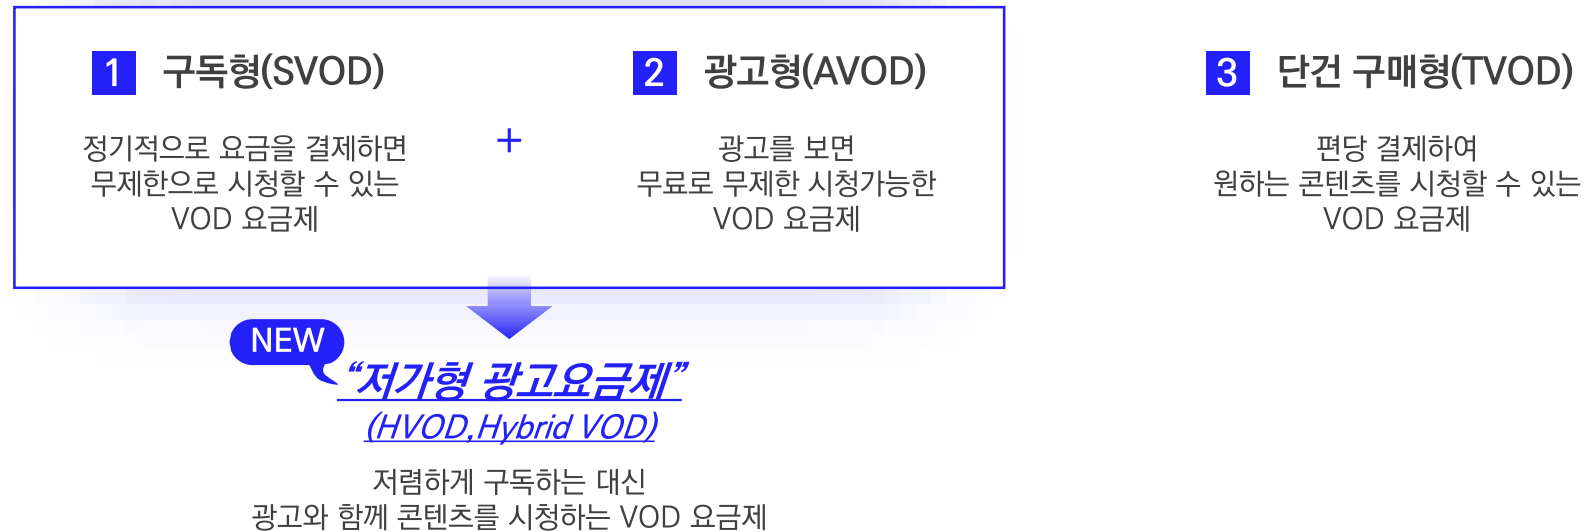 1 구독형(SVOD)
정기적으로 요금을 결제하면
무제한으로 시청할 수 있는
VOD 요금제
+
2 광고형(AVOD)
광고를 보면
무료로 무제한 시청가능한
VOD 요금제
3 단건 구매형(TVOD)
편당 결제하여
원하는 콘텐츠를 시청할 수 있는
VOD 요금제
NEW
“저가형 광고요금제”
(HVOD,Hybrid VOD)
저렴하게 구독하는 대신
광고와 함께 콘텐츠를 시청하는 VOD 요금제